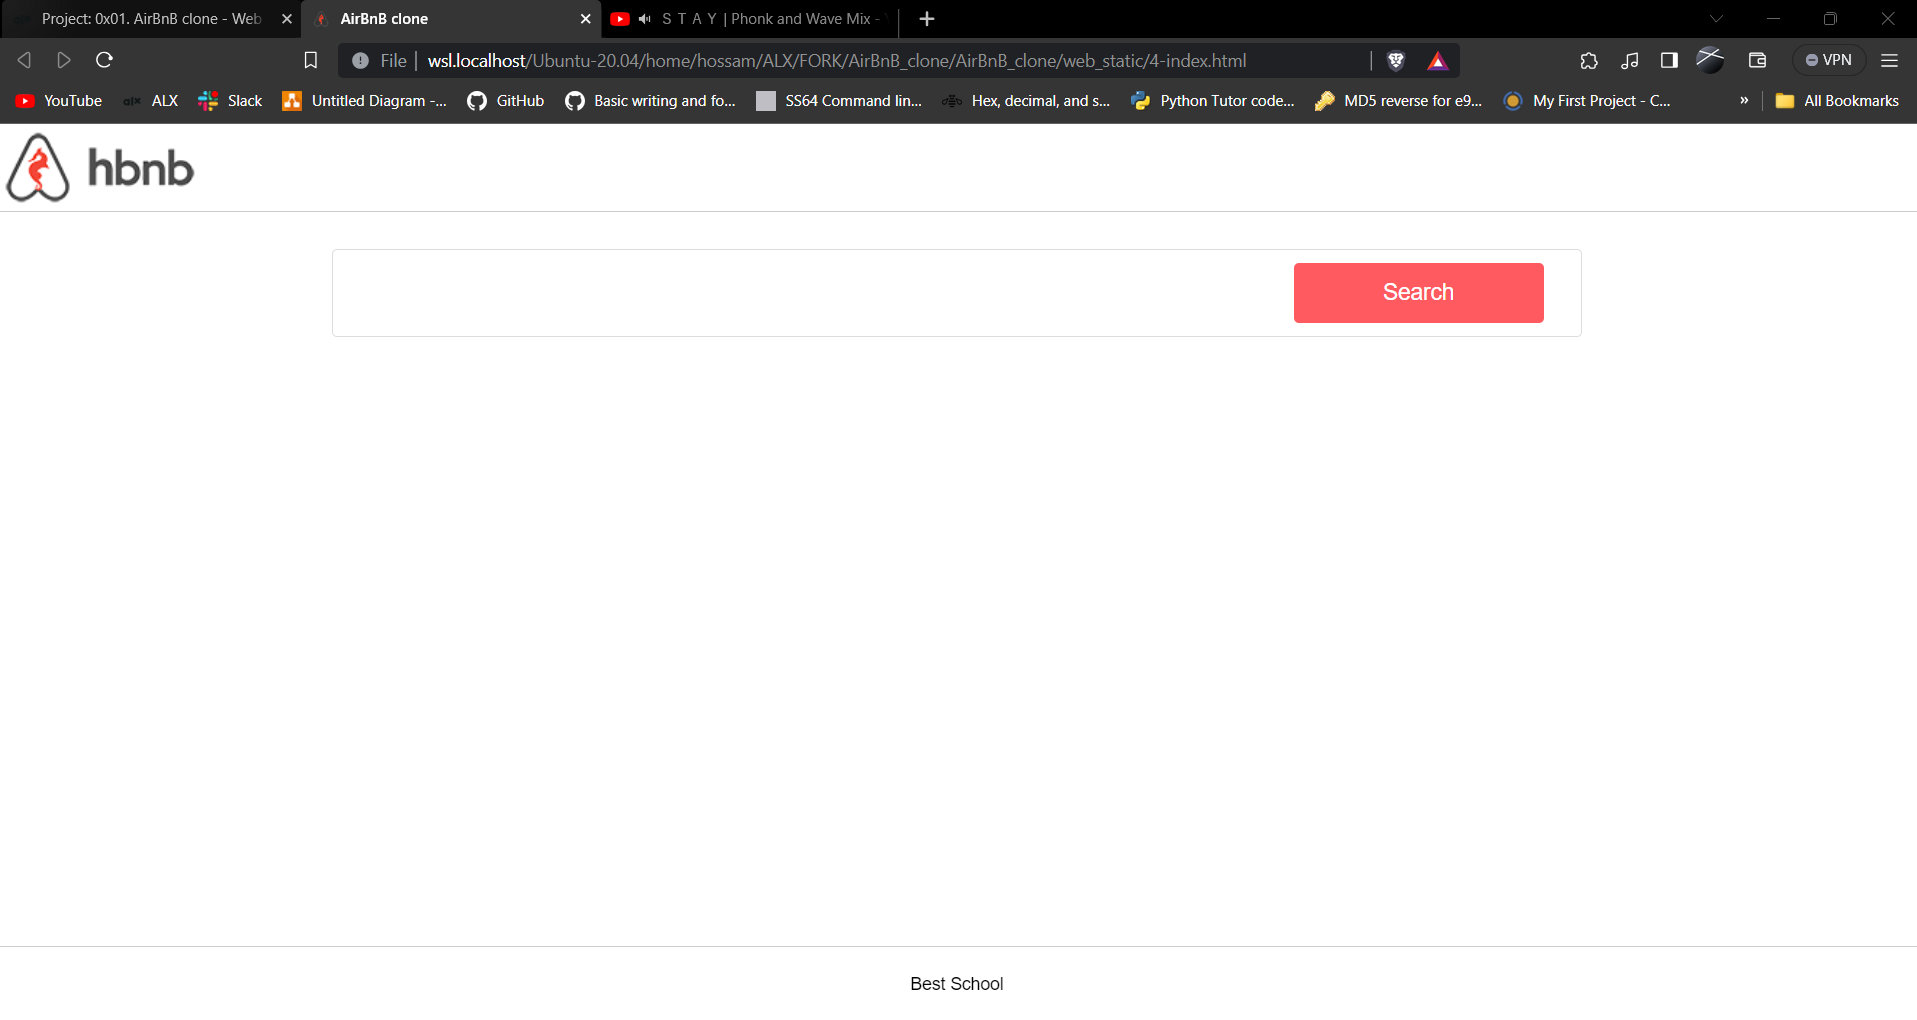 Project: 0x01. AirBnB clone - Web
AirBnB clone
S T A Y | Phonk and Wave Mix -
File
wsl.localhost/Ubuntu-20.04/home/hossam/ALX/FORK/AirBnB_clone/AirBnB_clone/web_static/4-index.html
VPN
YouTube
alx ALX
Slack
Untitled Diagram -...
GitHub
Basic writing and fo...
SS64 Command lin...
Hex, decimal, and s...
Python Tutor code...
MD5 reverse for e9...
My First Project - C...
»
All Bookmarks
hbnb
Search
Best School